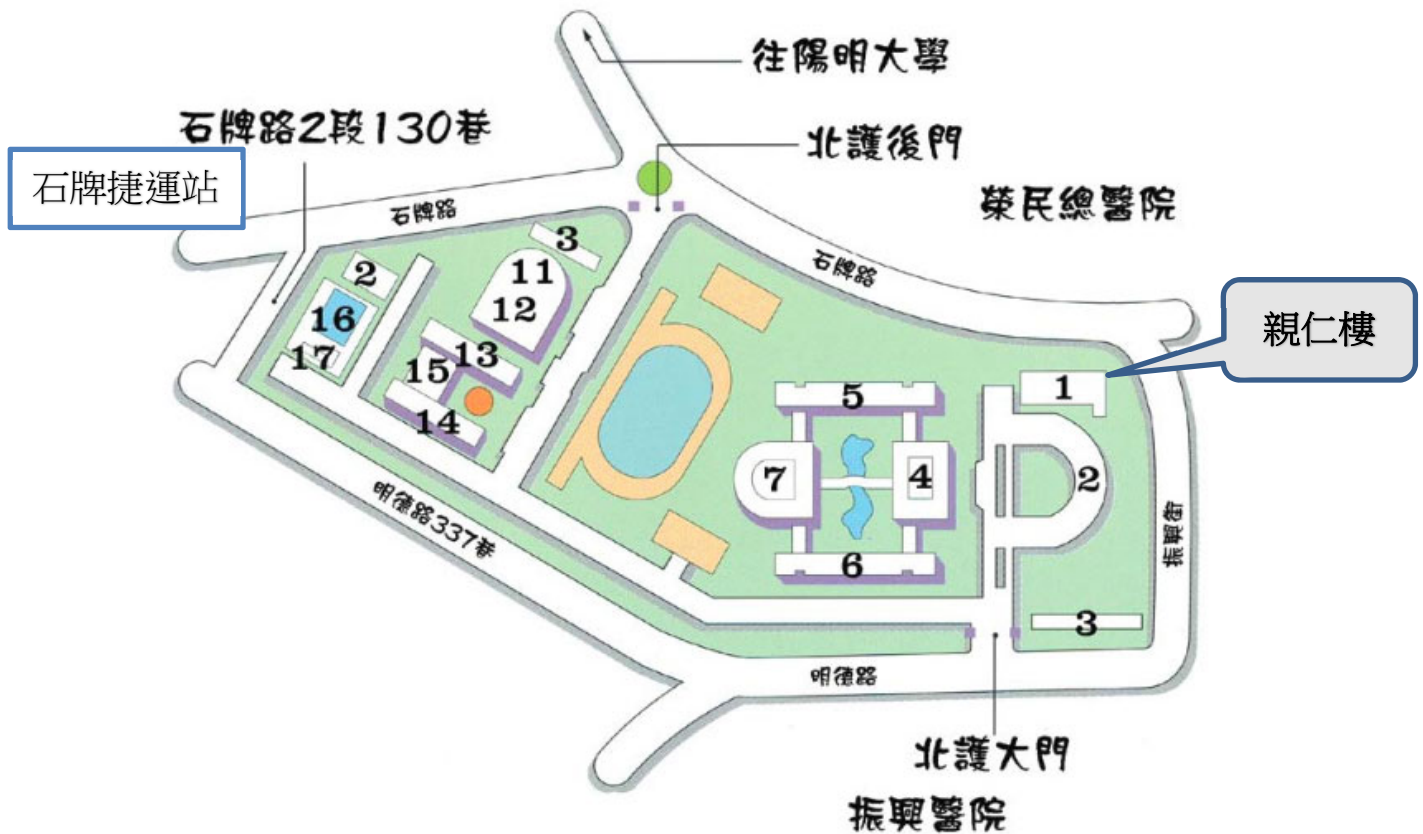 往陽明大學
石牌路2段130巷
北護後門
石牌捷運站
榮民總醫院
石牌路
3
11
石牌路
2
12
16
親仁樓
17
13
15
1
5
14
7
4
2
明德路337巷
振興街
6
3
明德路
北護大門
振興醫院